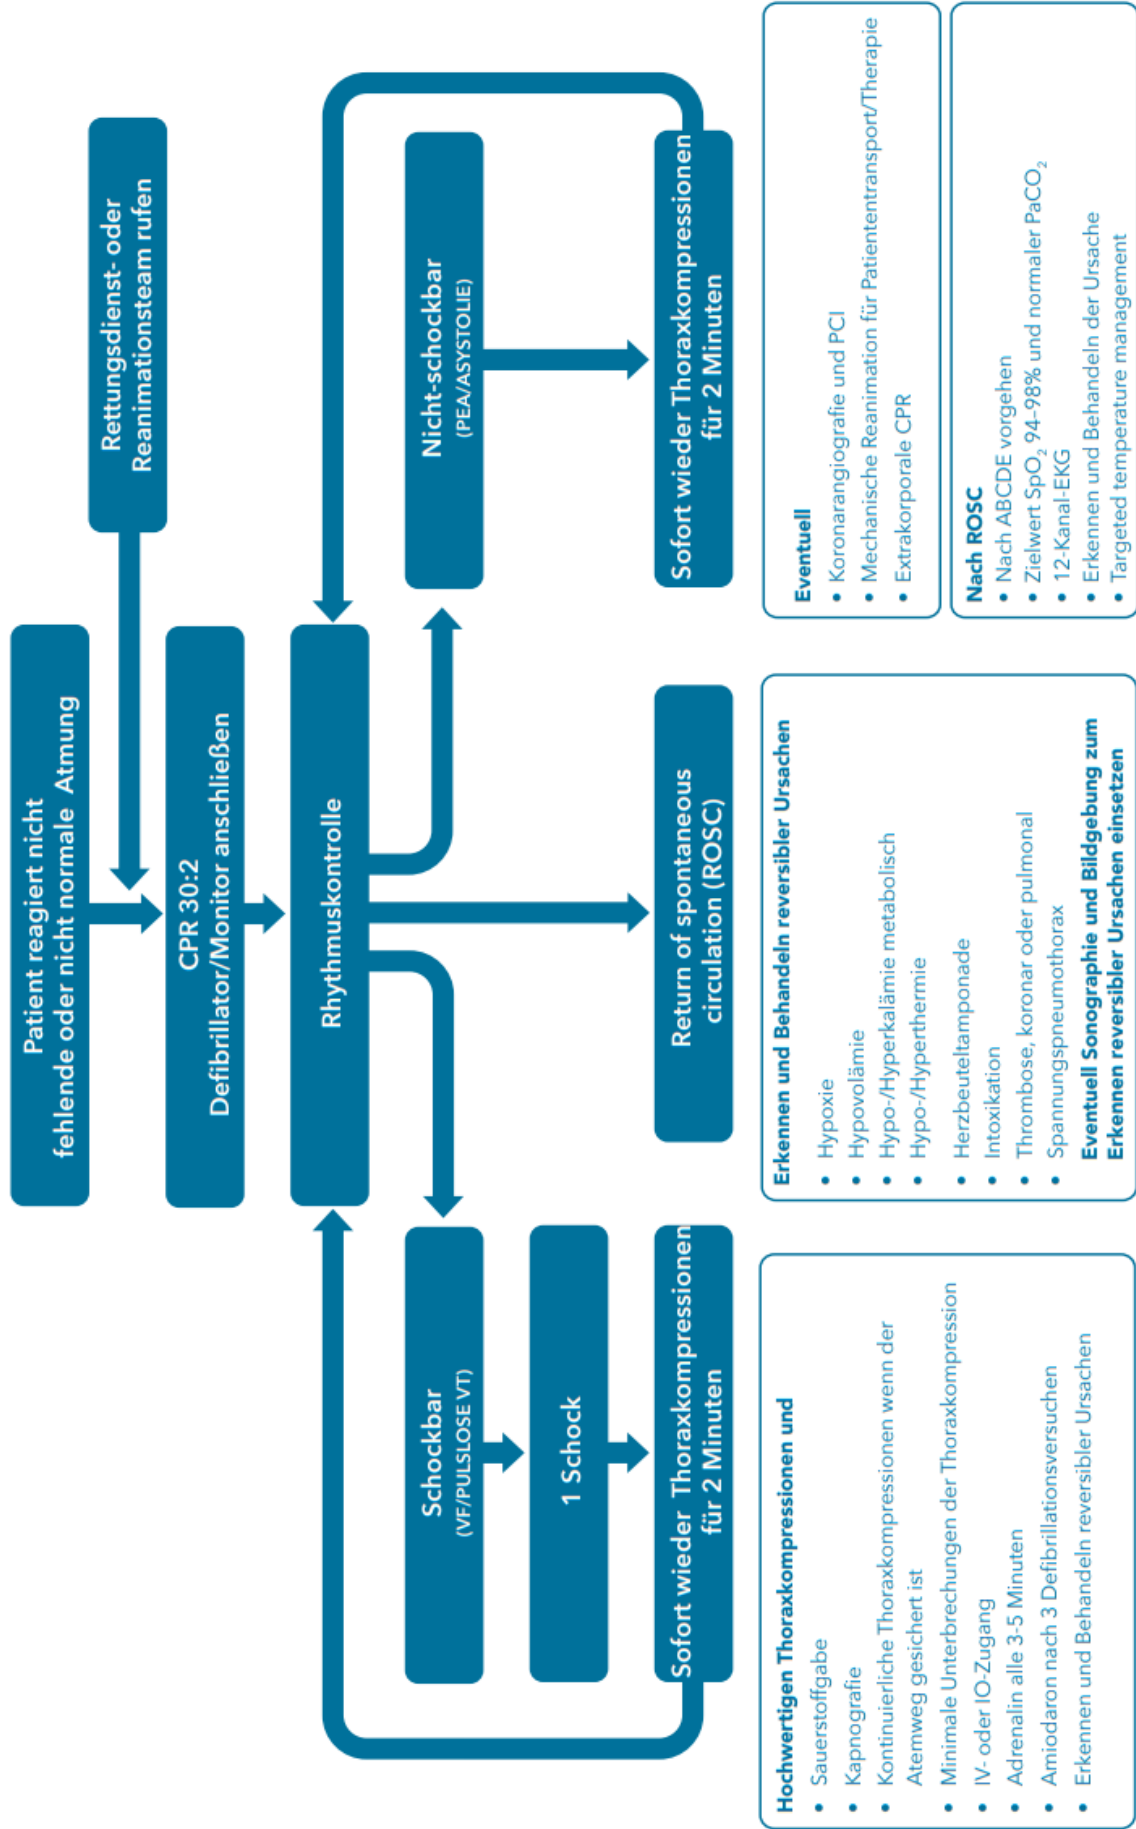 Patient reagiert nicht
fehlende oder nicht normale Atmung
Rettungsdienst- oder
Reanimationsteam rufen
CPR 30:2
Defibrillator/Monitor anschließen
Rhythmuskontrolle
Schockbar
(VF/PULSLOSE VT)
Nicht-schockbar
(PEA/ASYSTOLIE)
1 Schock
Sofort wieder Thoraxkompressionen
für 2 Minuten
Return of spontaneous
circulation (ROSC)
Sofort wieder Thoraxkompressionen
für 2 Minuten
Hochwertigen Thoraxkompressionen und
• Sauerstoffgabe
• Kapnografie
• Kontinuierliche Thoraxkompressionen wenn der
Atemweg gesichert ist
• Minimale Unterbrechungen der Thoraxkompression
• IV- oder IO-Zugang
• Adrenalin alle 3-5 Minuten
• Amiodaron nach 3 Defibrillationsversuchen
• Erkennen und Behandeln reversibler Ursachen
Erkennen und Behandeln reversibler Ursachen
• Hypoxie
• Hypovolämie
• Hypo-/Hyperkalämie metabolisch
• Hypo-/Hyperthermie
• Herzbeuteltamponade
• Intoxikation
• Thrombose, koronar oder pulmonal
• Spannungspneumothorax
Eventuell Sonographie und Bildgebung zum
Erkennen reversibler Ursachen einsetzen
Eventuell
• Koronarangiografie und PCI
• Mechanische Reanimation für Patiententransport/Therapie
• Extrakorporale CPR
Nach ROSC
• Nach ABCDE vorgehen
• Zielwert SpO₂ 94-98% und normaler PaCO₂
• 12-Kanal-EKG
• Erkennen und Behandeln der Ursache
• Targeted temperature management